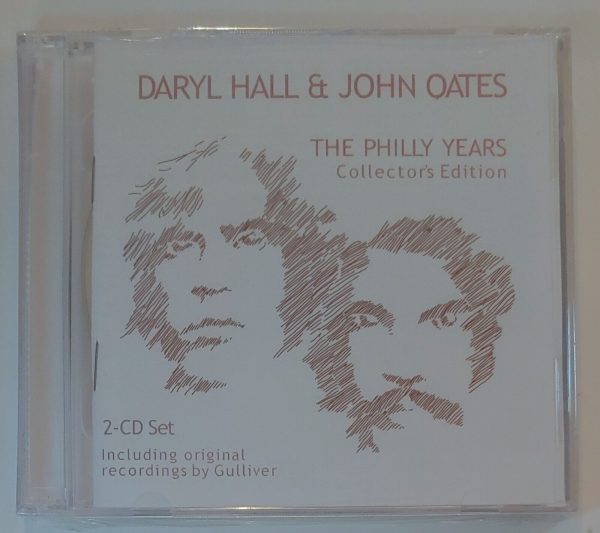 DARYL HALL & JOHN OATES
THE PHILLY YEARS
Collector's Edition
2-CD Set
Including original
recordings by Gulliver